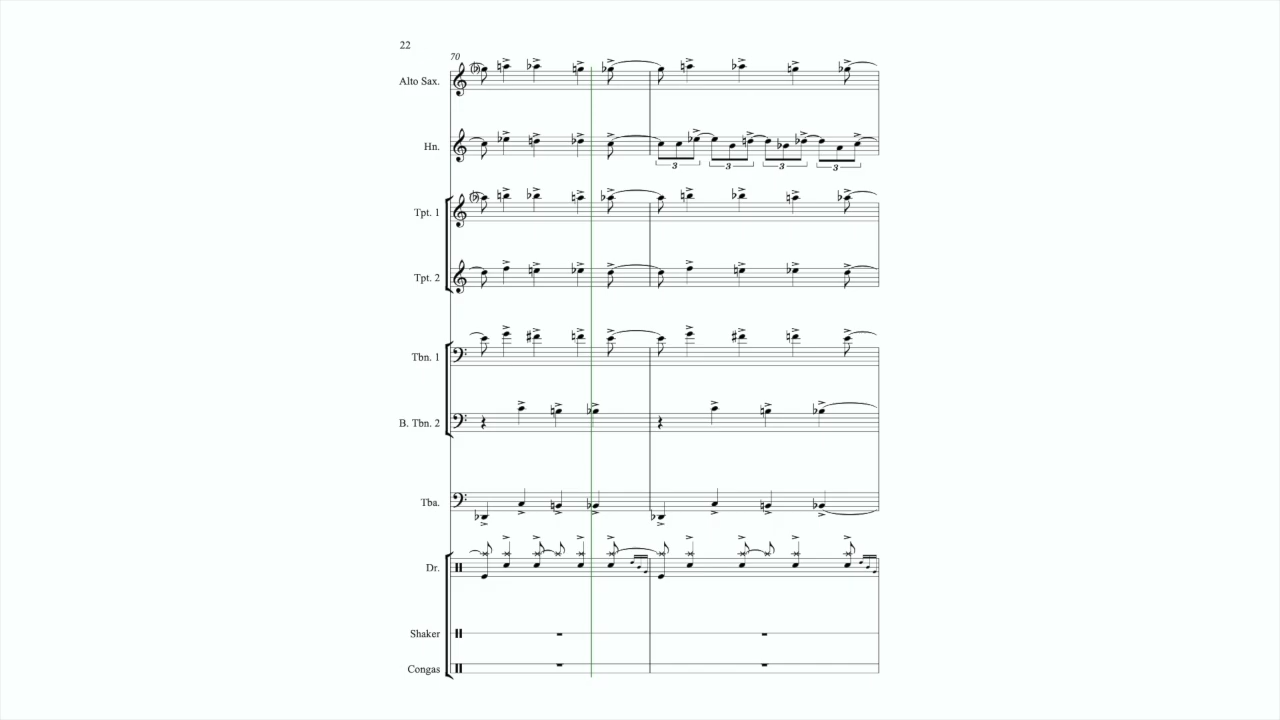 22
70
Alto Sax.
Hn.
3 3 3 3
Tpt. 1
Tpt. 2
Tbn. 1
B. Tbn. 2
Tba.
Dr.
Shaker
Congas